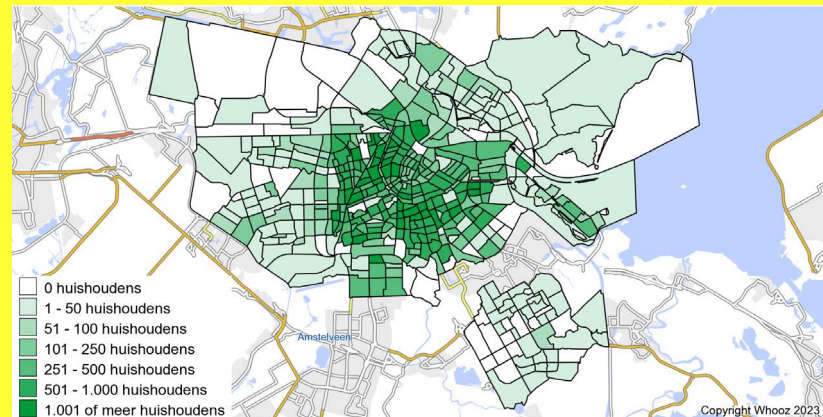 0 huishoudens
1 - 50 huishoudens
51 - 100 huishoudens
101 - 250 huishoudens
251 - 500 huishoudens
501 - 1.000 huishoudens
1.001 of meer huishoudens
Amstelveen
Copyright Whooz 2023